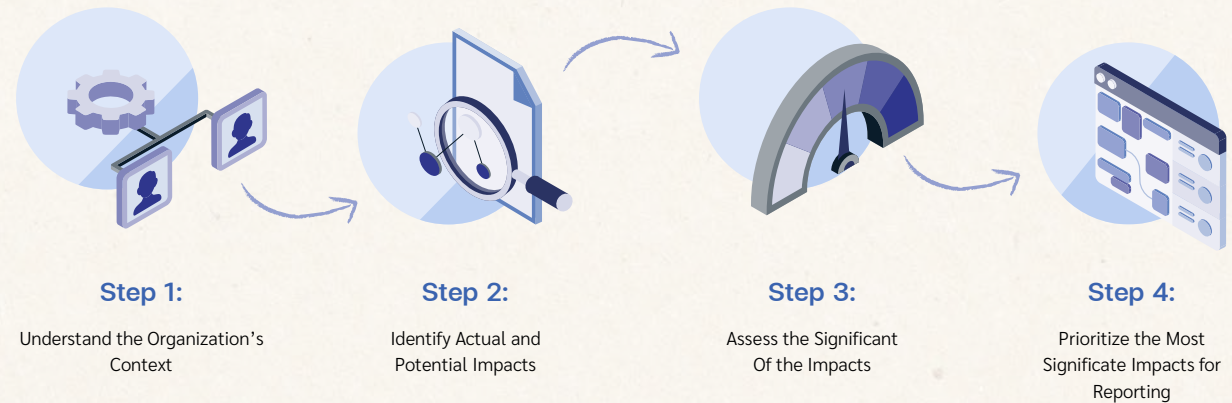 Step 1:
Understand the Organization's
Context
Step 2:
Identify Actual and
Potential Impacts
Step 3:
Assess the Significant
Of the Impacts
Step 4:
Prioritize the Most
Significate Impacts for
Reporting